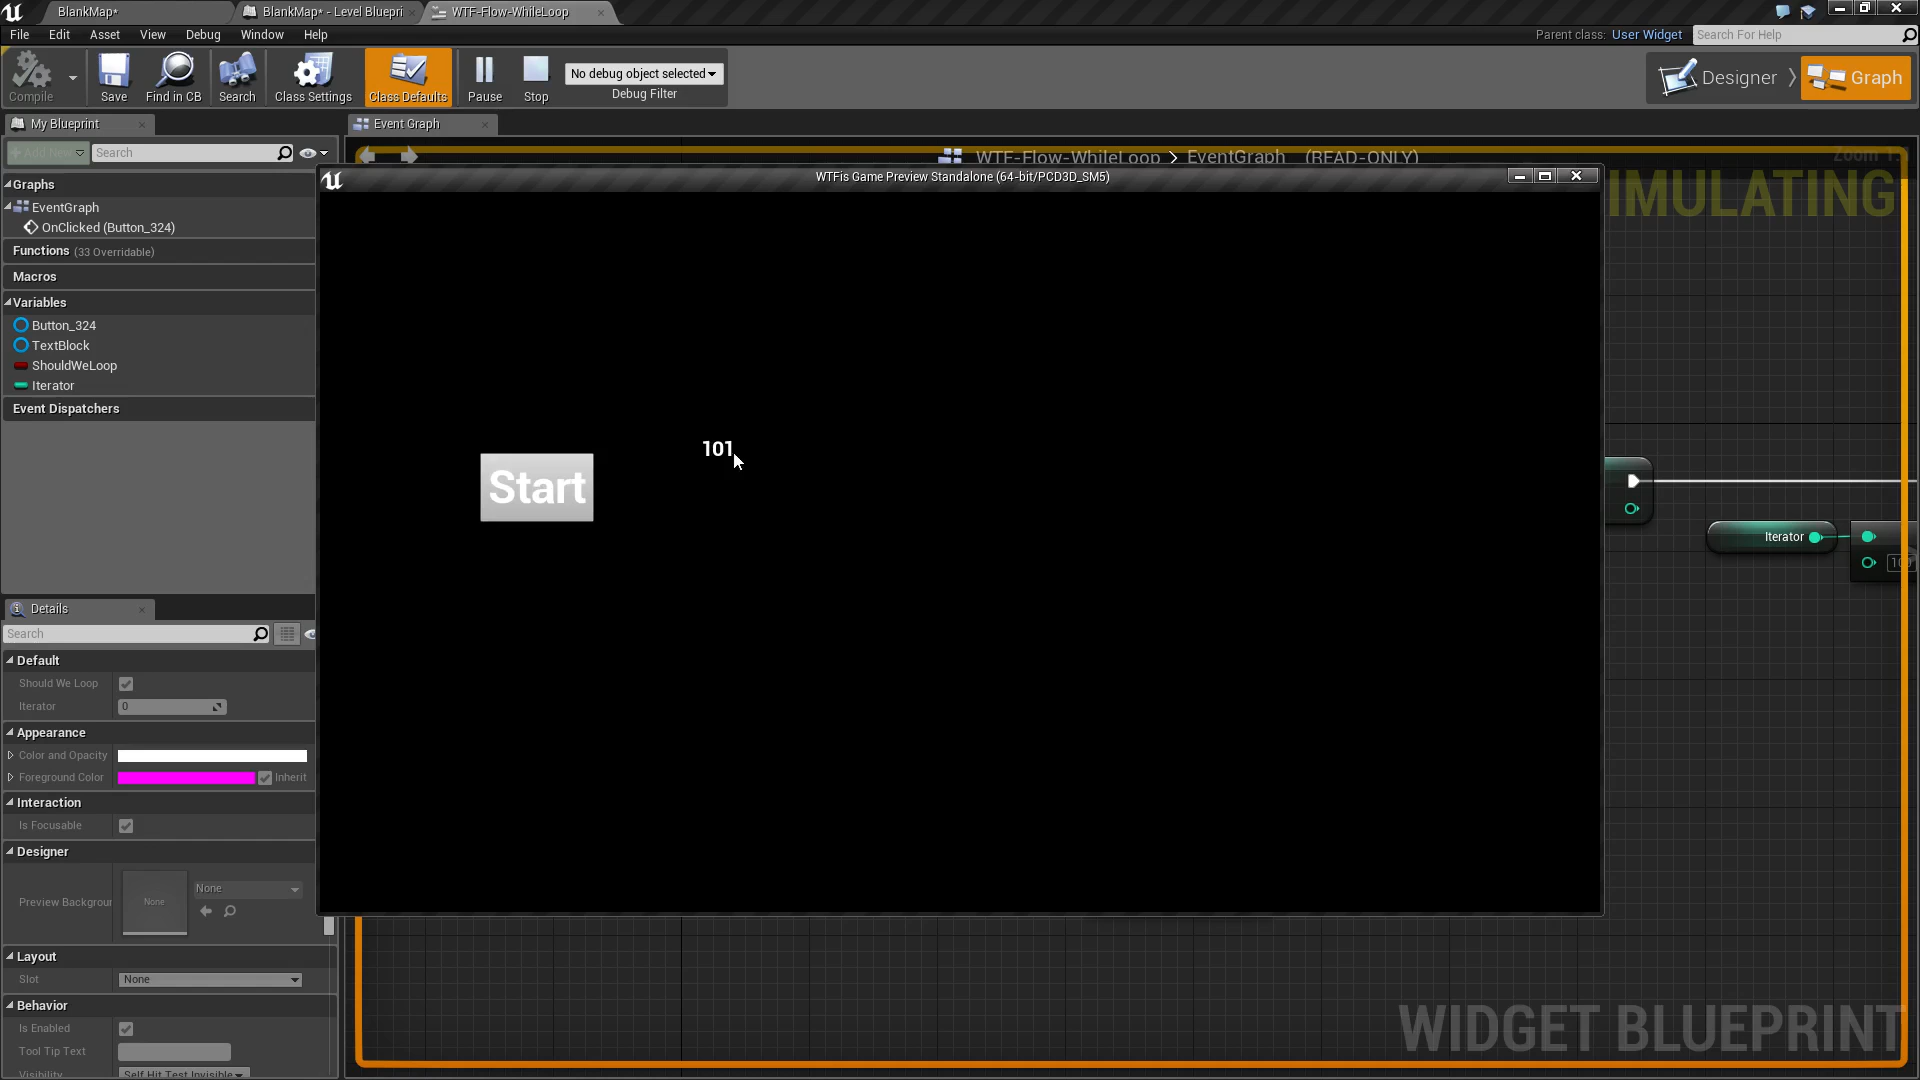 BlankMap*
BlankMap* - Level Bluepri
WTF-Flow-WhileLoop
File Edit Asset View Debug Window Help
Parent class: User Widget
Search For Help
Compile
Save
Find in CB
Search
Class Settings
Class Defaults
Pause
Stop
No debug object selected
Debug Filter
Designer
Graph
My Blueprint
Event Graph
Add New
Search
WTF-Flow-WhileLoop > EventGraph (READ-ONLY)
Zoom 1:1
IMULATING
WTFis Game Preview Standalone (64-bit/PCD3D_SM5)
Graphs
EventGraph
OnClicked (Button_324)
Functions (33 Overridable)
Macros
Variables
Button_324
TextBlock
ShouldWeLoop
Iterator
Event Dispatchers
101
Start
Iterator
Details
Search
Default
Should We Loop
Iterator 0
Appearance
Color and Opacity
Foreground Color
Inherit
Interaction
Is Focusable
Designer
Preview Backgrour
None
None
Layout
Slot None
Behavior
Is Enabled
Tool Tip Text
Visibility Self Hit Test Invisible
WIDGET BLUEPRINT